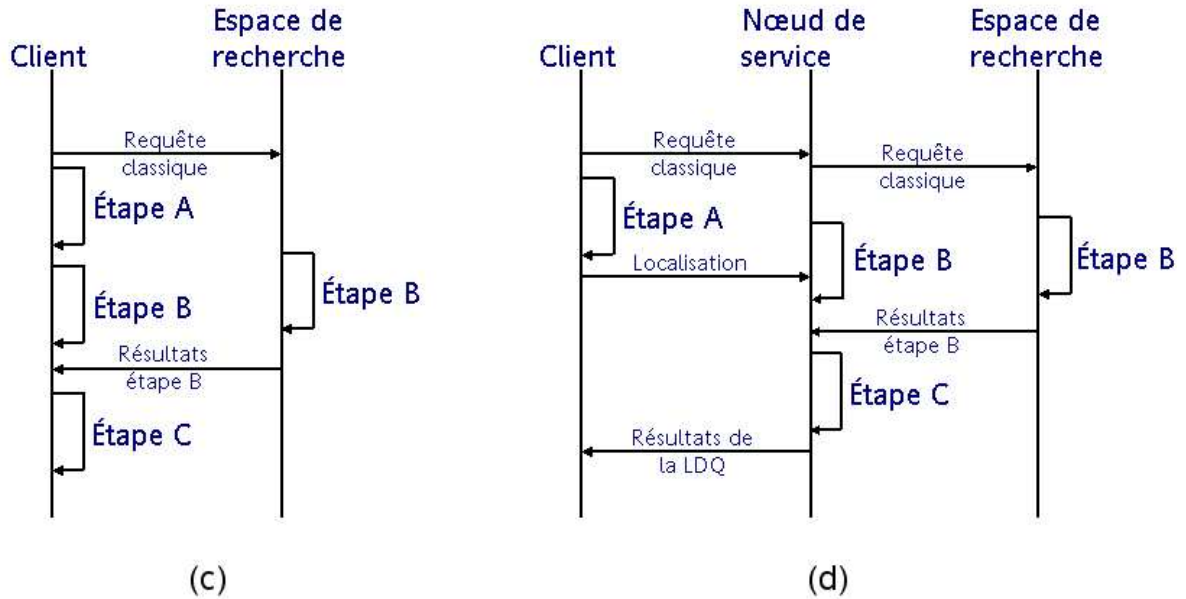 Client
Espace de
recherche
Requête
classique
Étape A
Étape B
Étape B
Résultats
étape B
Étape C
(c)
Client
Nœud de
service
Espace de
recherche
Requête
classique
Requête
classique
Étape A
Localisation
Étape B
Étape B
Résultats
étape B
Étape C
Résultats de
la LDQ
(d)